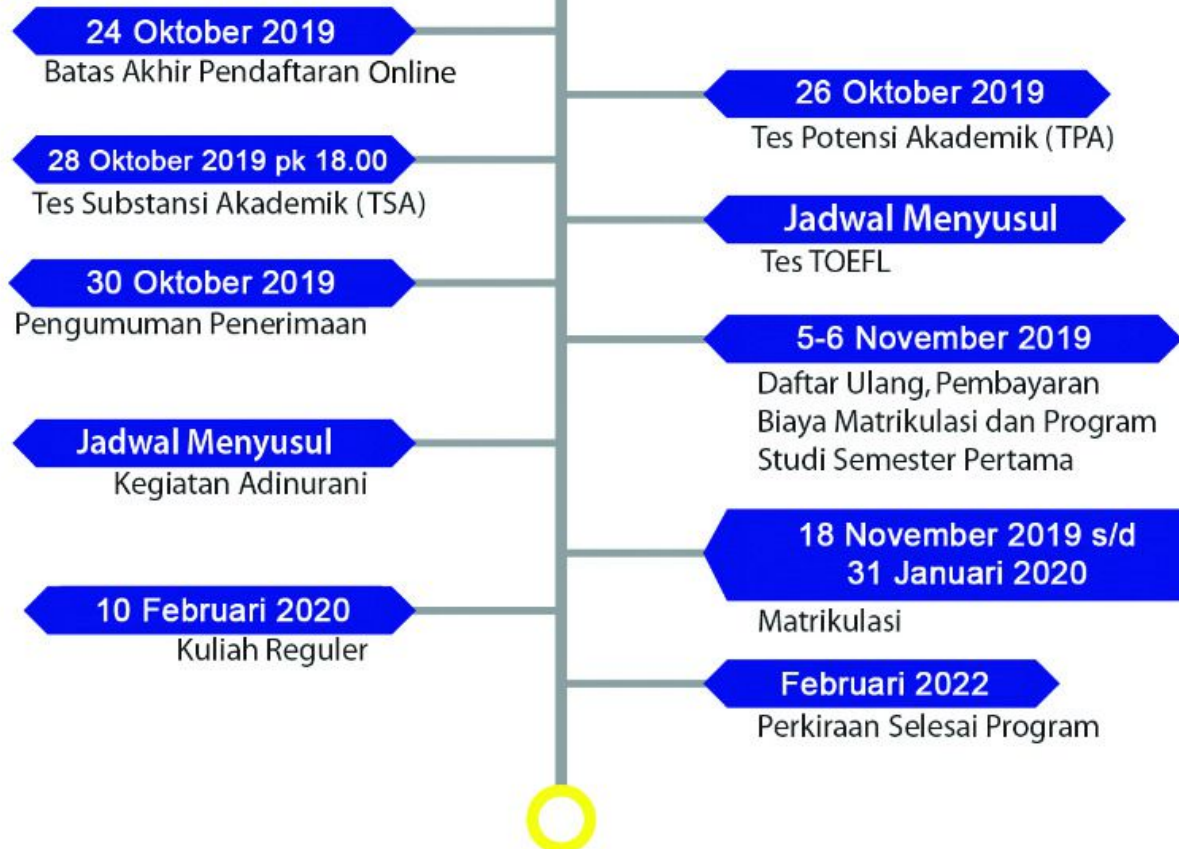 24 Oktober 2019
Batas Akhir Pendaftaran Online
26 Oktober 2019
Tes Potensi Akademik (TPA)
28 Oktober 2019 pk 18.00
Tes Substansi Akademik (TSA)
Jadwal Menyusul
Tes TOEFL
30 Oktober 2019
Pengumuman Penerimaan
5-6 November 2019
Daftar Ulang, Pembayaran
Biaya Matrikulasi dan Program
Studi Semester Pertama
Jadwal Menyusul
Kegiatan Adinurani
18 November 2019 s/d
31 Januari 2020
Matrikulasi
10 Februari 2020
Kuliah Reguler
Februari 2022
Perkiraan Selesai Program